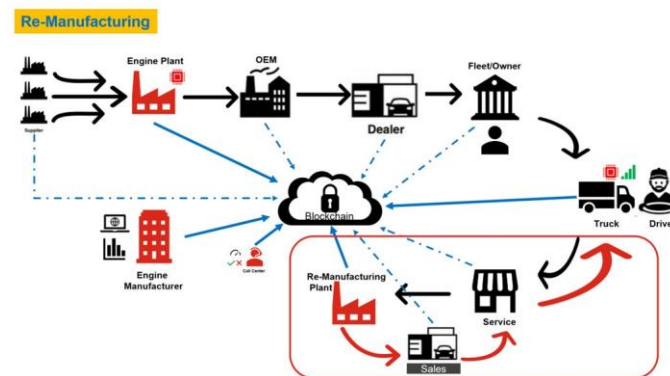 Re-Manufacturing
Engine Plant
OEM
Fleet/Owner
Supplier
Dealer
Blockchain
Truck
Drive
Engine
Manufacturer
Call Center
Re-Manufacturing
Plant
Service
Sales